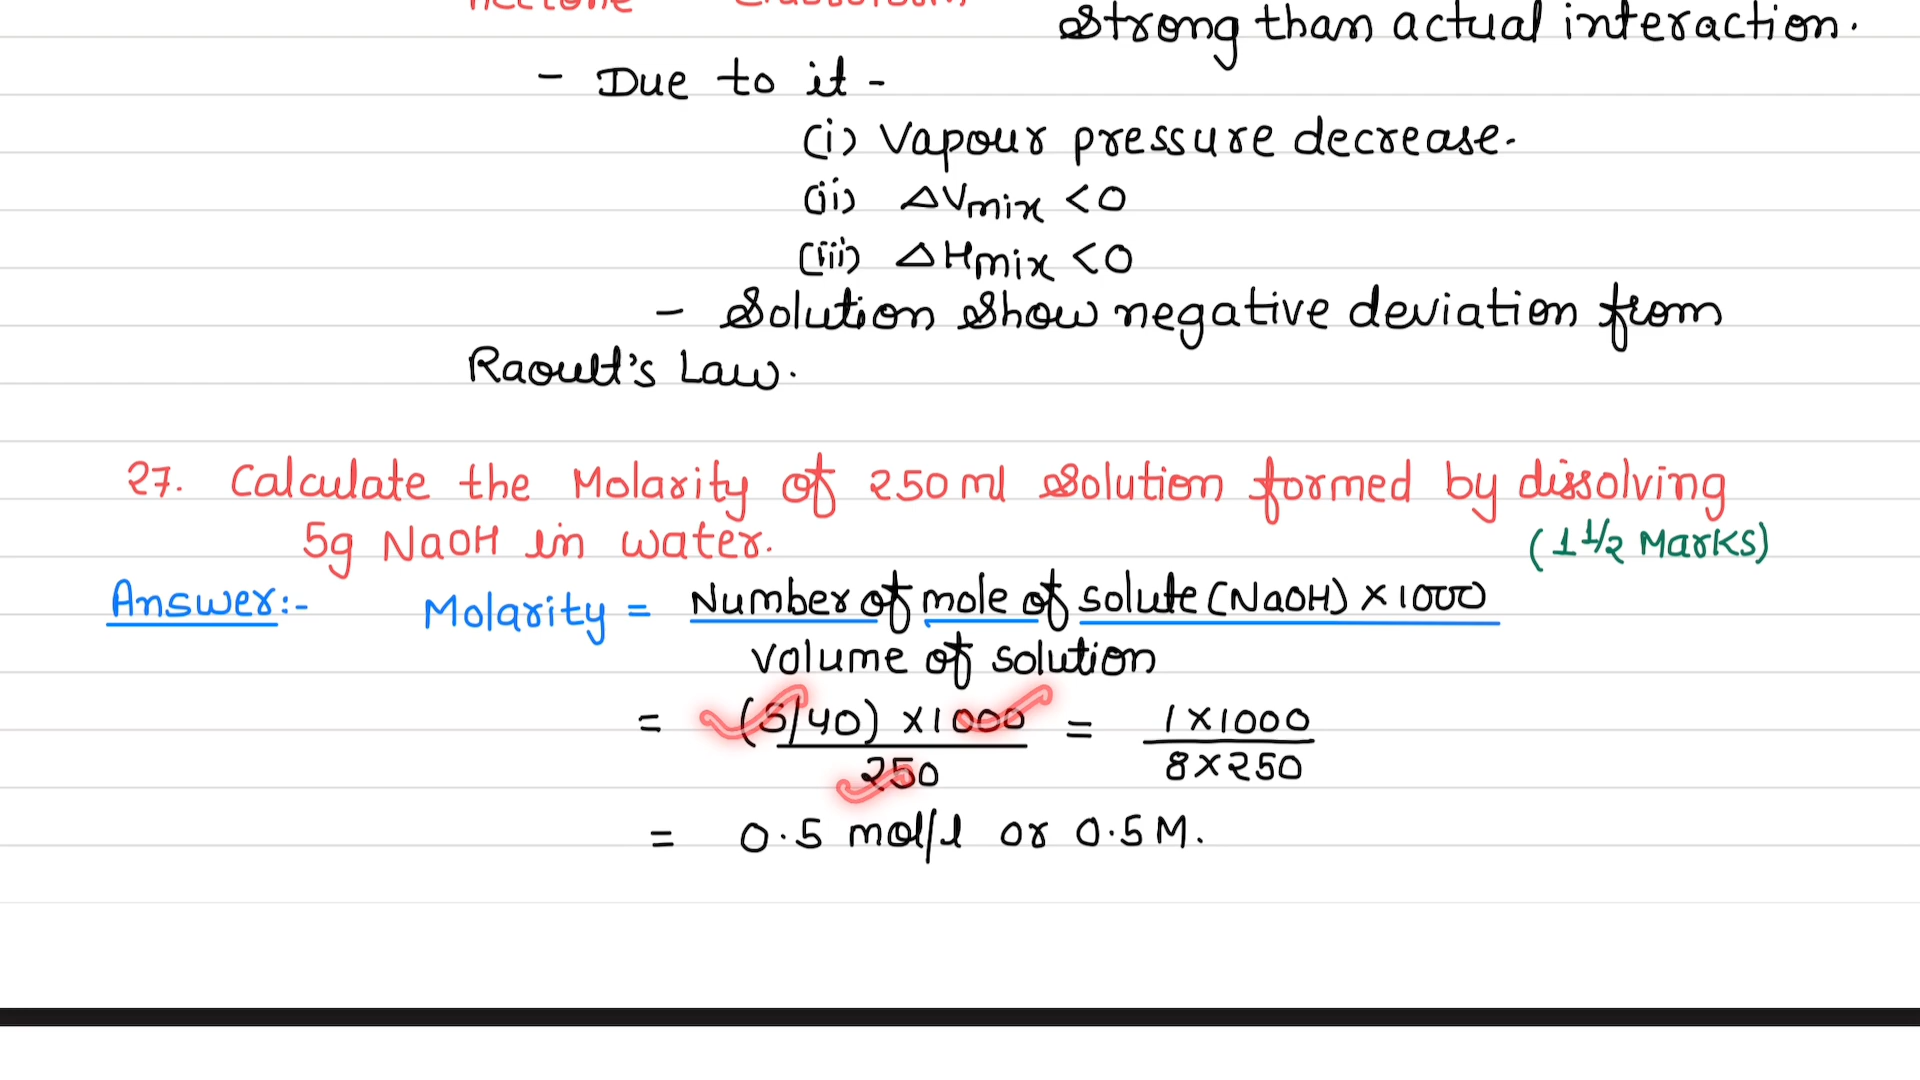 strong than actual interaction.
- Due to it -
(i) Vapour pressure decrease.
(ii) ΔVmix <0
(iii) ΔHmix <0
- Solution show negative deviation from
Raoult's Law.
27. Calculate the Molarity of 250 ml solution formed by dissolving
5g NaOH in water. (1 1/2 Marks)
Answer:- Molarity = Number of mole of solute (NaOH) × 1000
volume of solution
= (5/40) × 1000 = 1 × 1000
250 8 × 250
= 0.5 mol/l or 0.5 M.